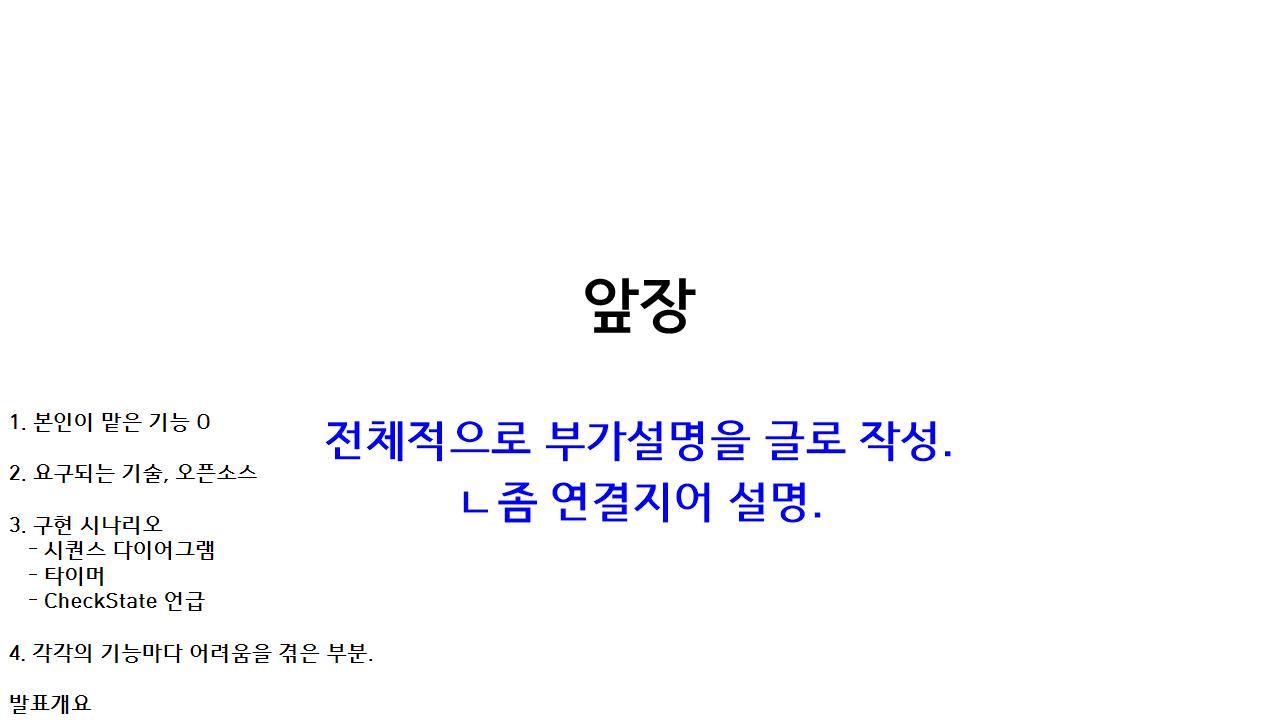 앞장
전체적으로 부가설명을 글로 작성.
ㄴ좀 연결지어 설명.
1. 본인이 맡은 기능 O
2. 요구되는 기술, 오픈소스
3. 구현 시나리오
- 시퀀스 다이어그램
- 타이머
- CheckState 언급
4. 각각의 기능마다 어려움을 겪은 부분.
발표개요